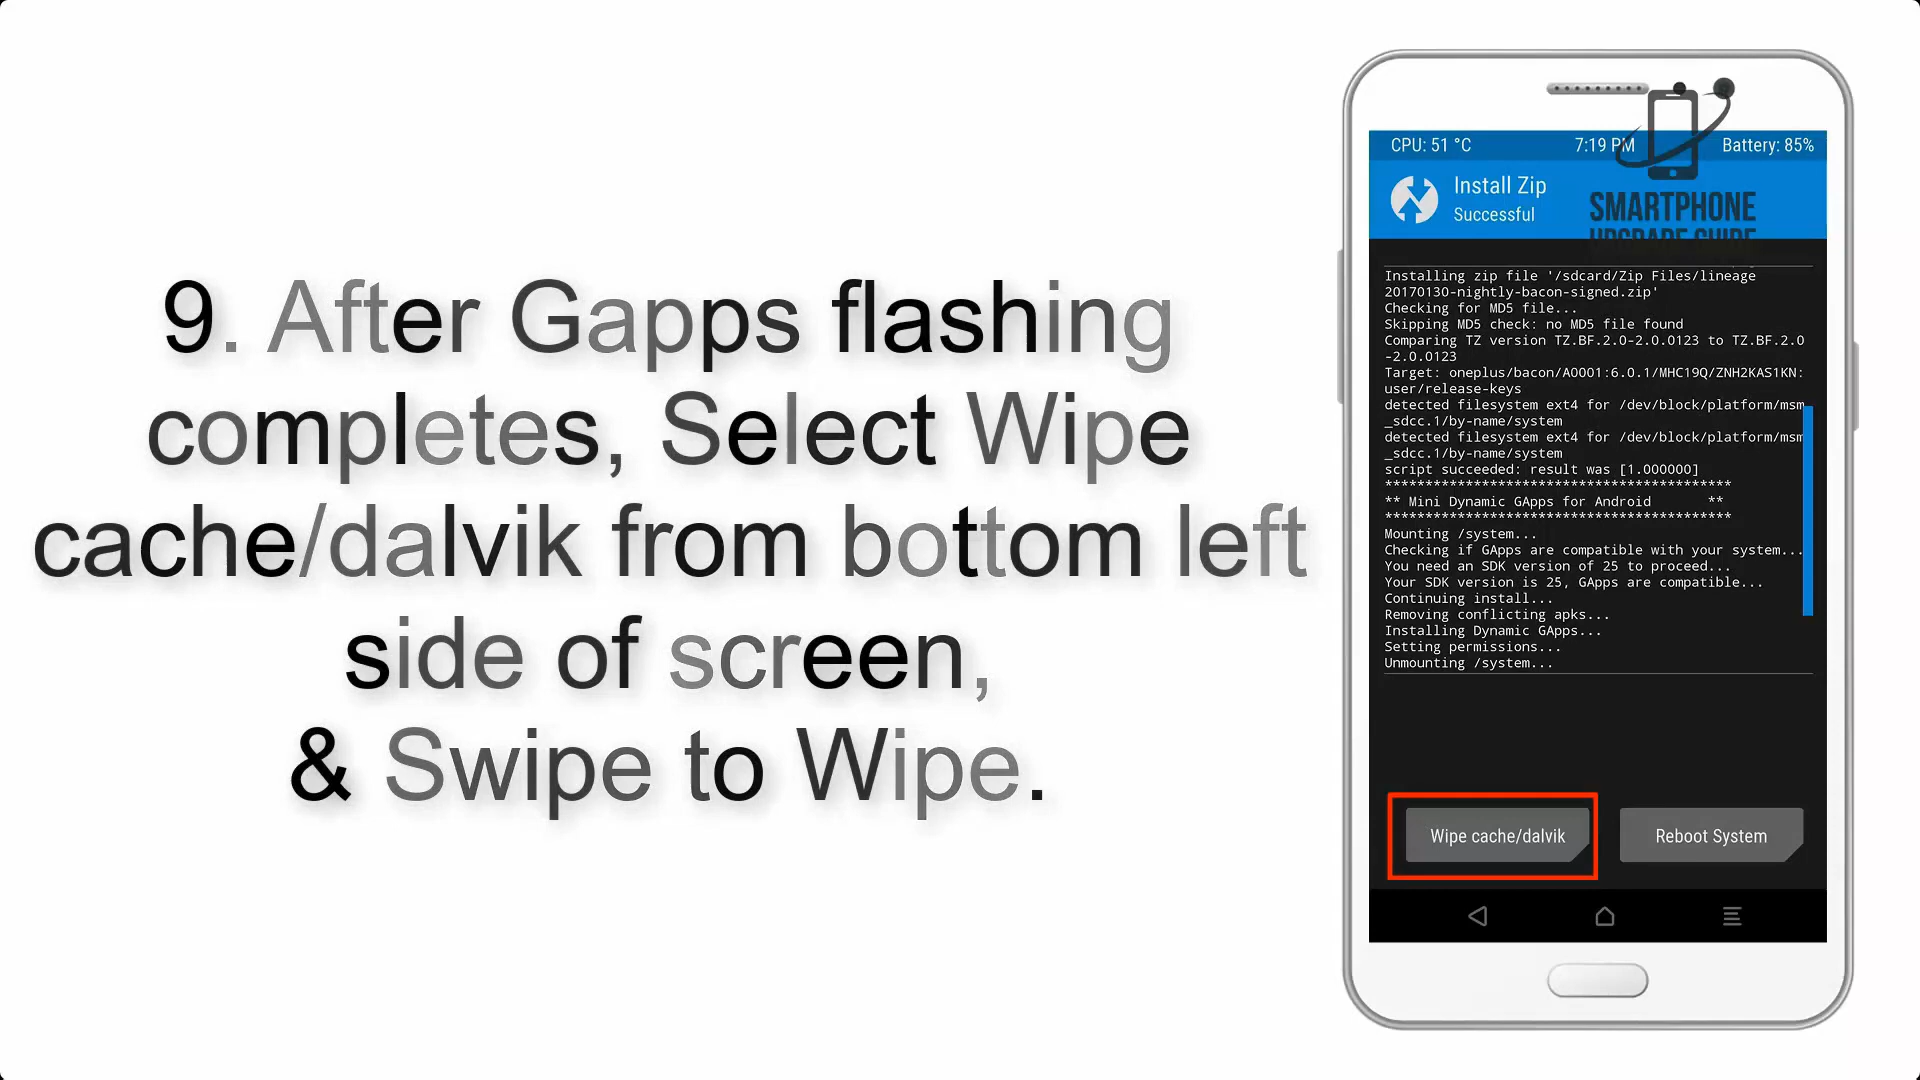 9. After Gapps flashing
completes, Select Wipe
cache/dalvik from bottom left
side of screen,
& Swipe to Wipe.
CPU: 51 °C 7:19 PM Battery: 85%
Install Zip
Successful
SMARTPHONE
UPGRADE GUIDE
Installing zip file '/sdcard/Zip Files/lineage
20170130-nightly-bacon-signed.zip'
Checking for MD5 file...
Skipping MD5 check: no MD5 file found
Comparing TZ version TZ.BF.2.0-2.0.0123 to TZ.BF.2.0
-2.0.0123
Target: oneplus/bacon/A0001:6.0.1/MHC19Q/ZNH2KAS1KN:
user/release-keys
detected filesystem ext4 for /dev/block/platform/msm
_sdcc.1/by-name/system
detected filesystem ext4 for /dev/block/platform/msm
_sdcc.1/by-name/system
script succeeded: result was [1.000000]
*******************************************
** Mini Dynamic GApps for Android **
*******************************************
Mounting /system...
Checking if GApps are compatible with your system...
You need an SDK version of 25 to proceed...
Your SDK version is 25, GApps are compatible...
Continuing install...
Removing conflicting apks...
Installing Dynamic GApps...
Setting permissions...
Unmounting /system...
Wipe cache/dalvik Reboot System